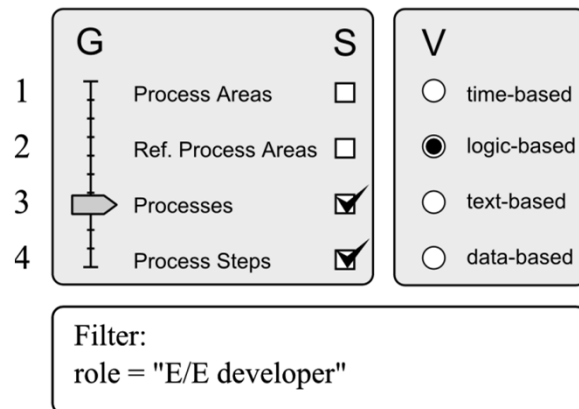 G S V
1 Process Areas time-based
2 Ref. Process Areas logic-based
3 Processes text-based
4 Process Steps data-based
Filter:
role = "E/E developer"